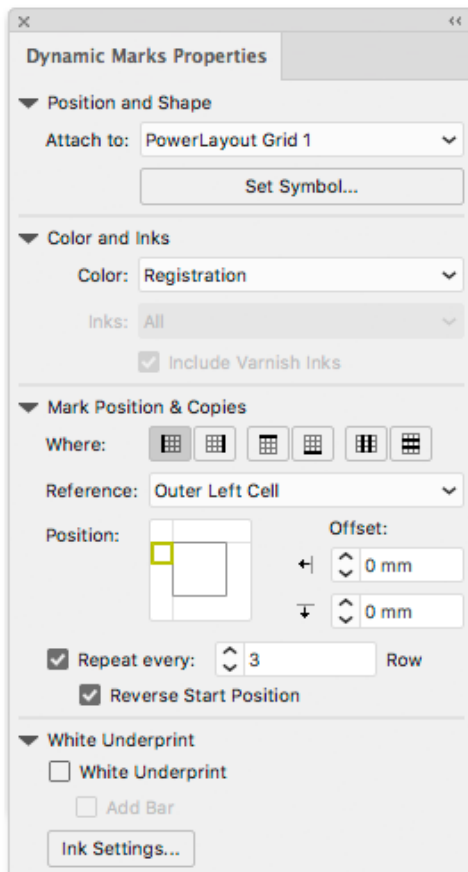 Dynamic Marks Properties
Position and Shape
Attach to: PowerLayout Grid 1
Set Symbol...
Color and Inks
Color: Registration
Inks: All
Include Varnish Inks
Mark Position & Copies
Where:
Reference: Outer Left Cell
Position: Offset:
0 mm
0 mm
Repeat every: 3 Row
Reverse Start Position
White Underprint
White Underprint
Add Bar
Ink Settings...